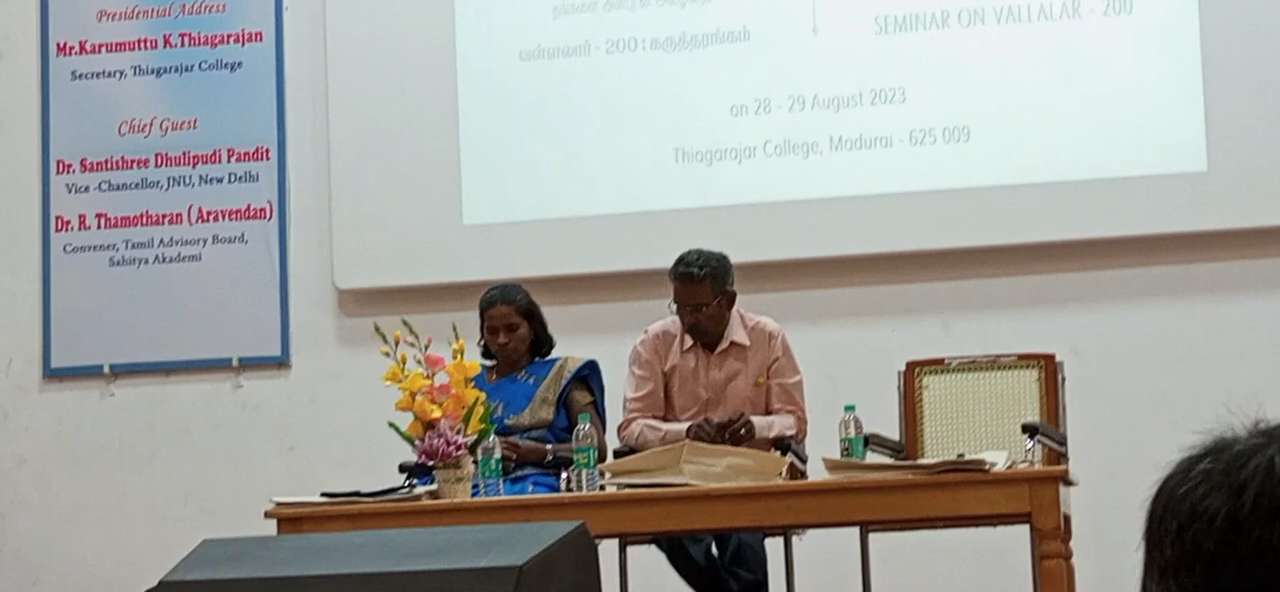 Presidential Address
Mr.Karumuttu K.Thiagarajan
Secretary, Thiagarajar College
Chief Guest
Dr. Santishree Dhulipudi Pandit
Vice -Chancellor, JNU, New Delhi
Dr. R. Thamotharan (Aravendan)
Convener, Tamil Advisory Board,
Sahitya Akademi
வள்ளலார் - 200 : கருத்தரங்கம்
SEMINAR ON VALLALAR - 200
on 28 - 29 August 2023
Thiagarajar College, Madurai - 625 009